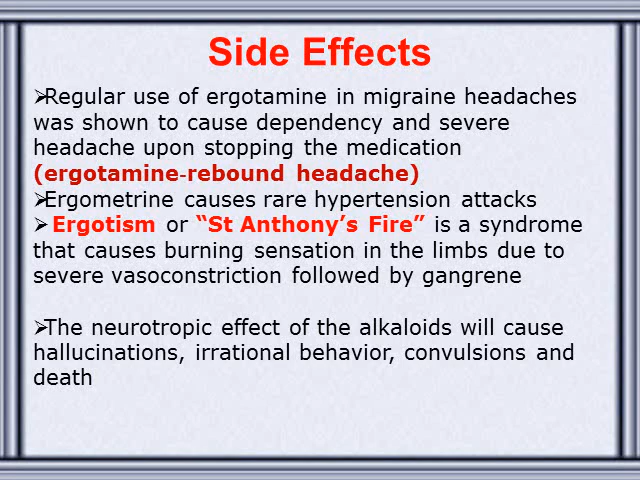 Side Effects
➢Regular use of ergotamine in migraine headaches
was shown to cause dependency and severe
headache upon stopping the medication
(ergotamine-rebound headache)
➢Ergometrine causes rare hypertension attacks
➢ Ergotism or “St Anthony’s Fire” is a syndrome
that causes burning sensation in the limbs due to
severe vasoconstriction followed by gangrene
➢The neurotropic effect of the alkaloids will cause
hallucinations, irrational behavior, convulsions and
death